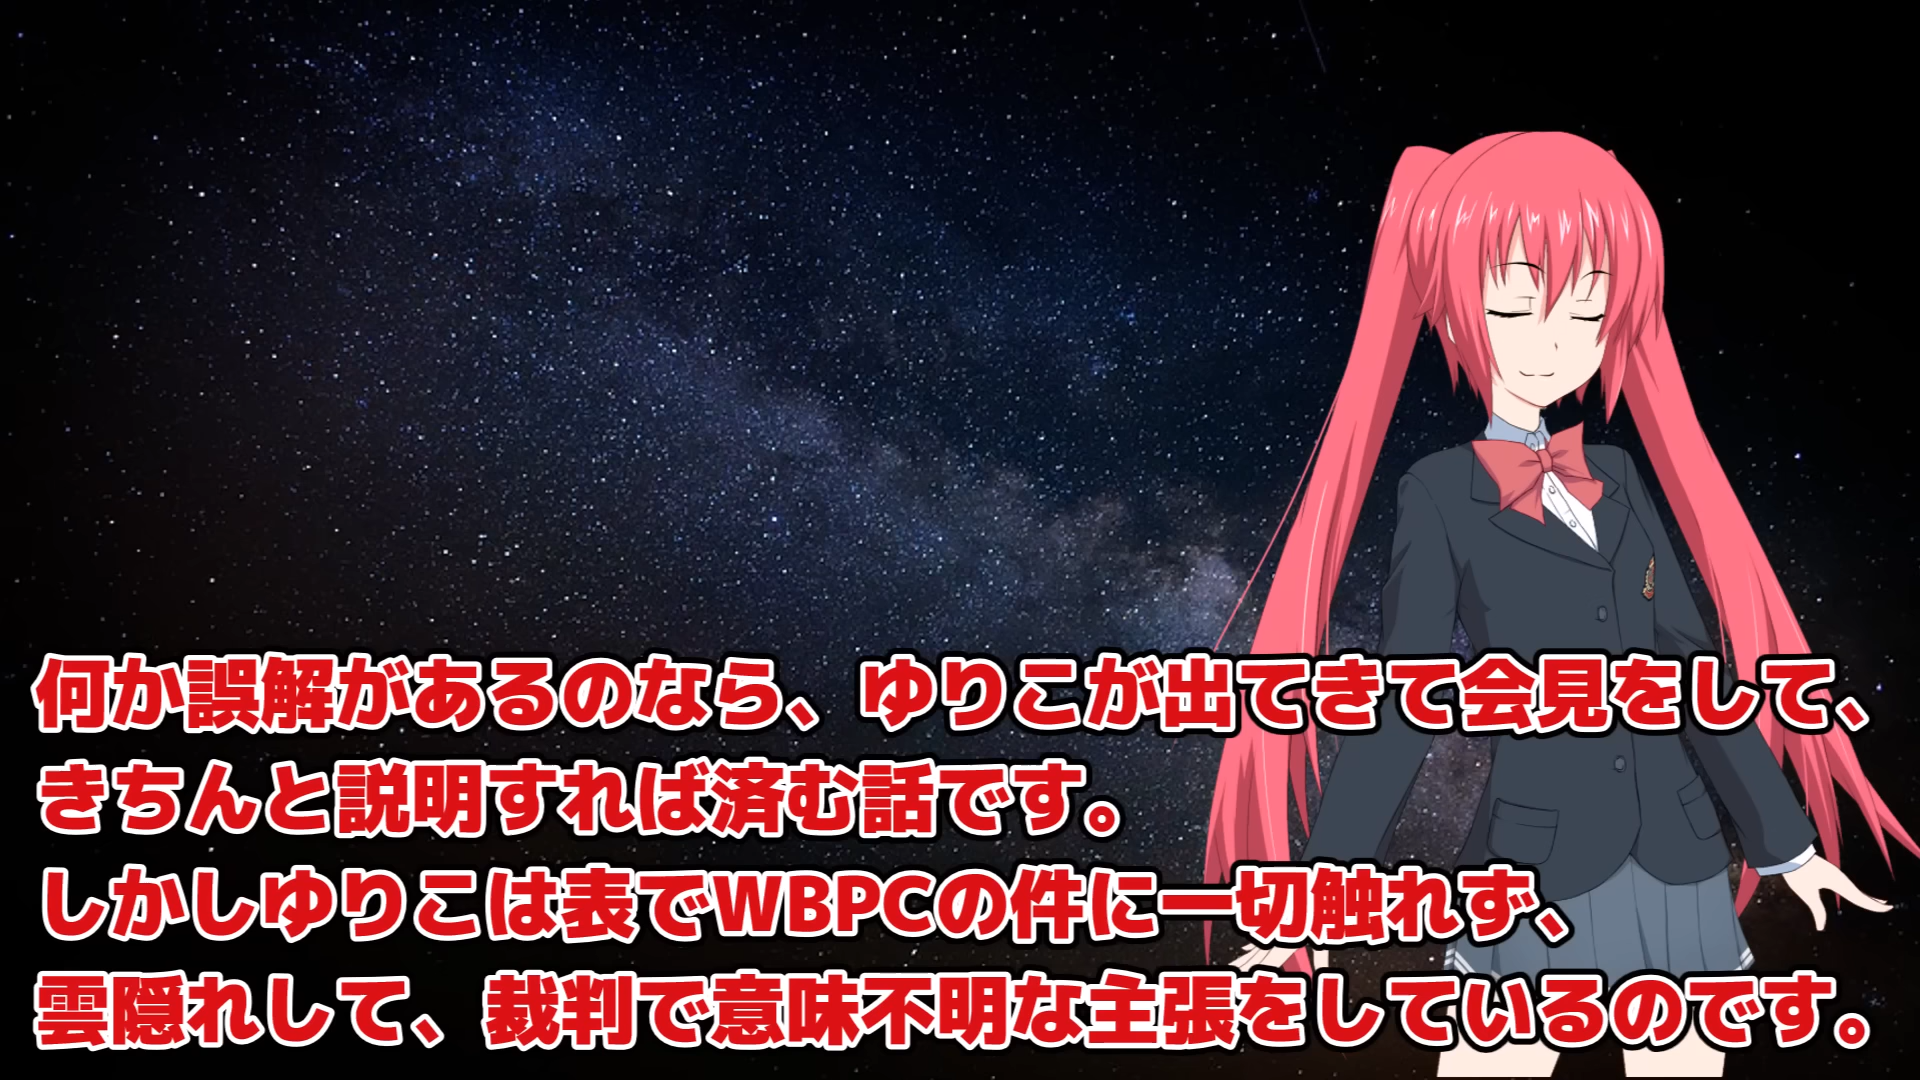 何か誤解があるのなら、ゆりこが出てきて会見をして、
きちんと説明すれば済む話です。
しかしゆりこは表でWBPCの件に一切触れず、
雲隠れして、裁判で意味不明な主張をしているのです。